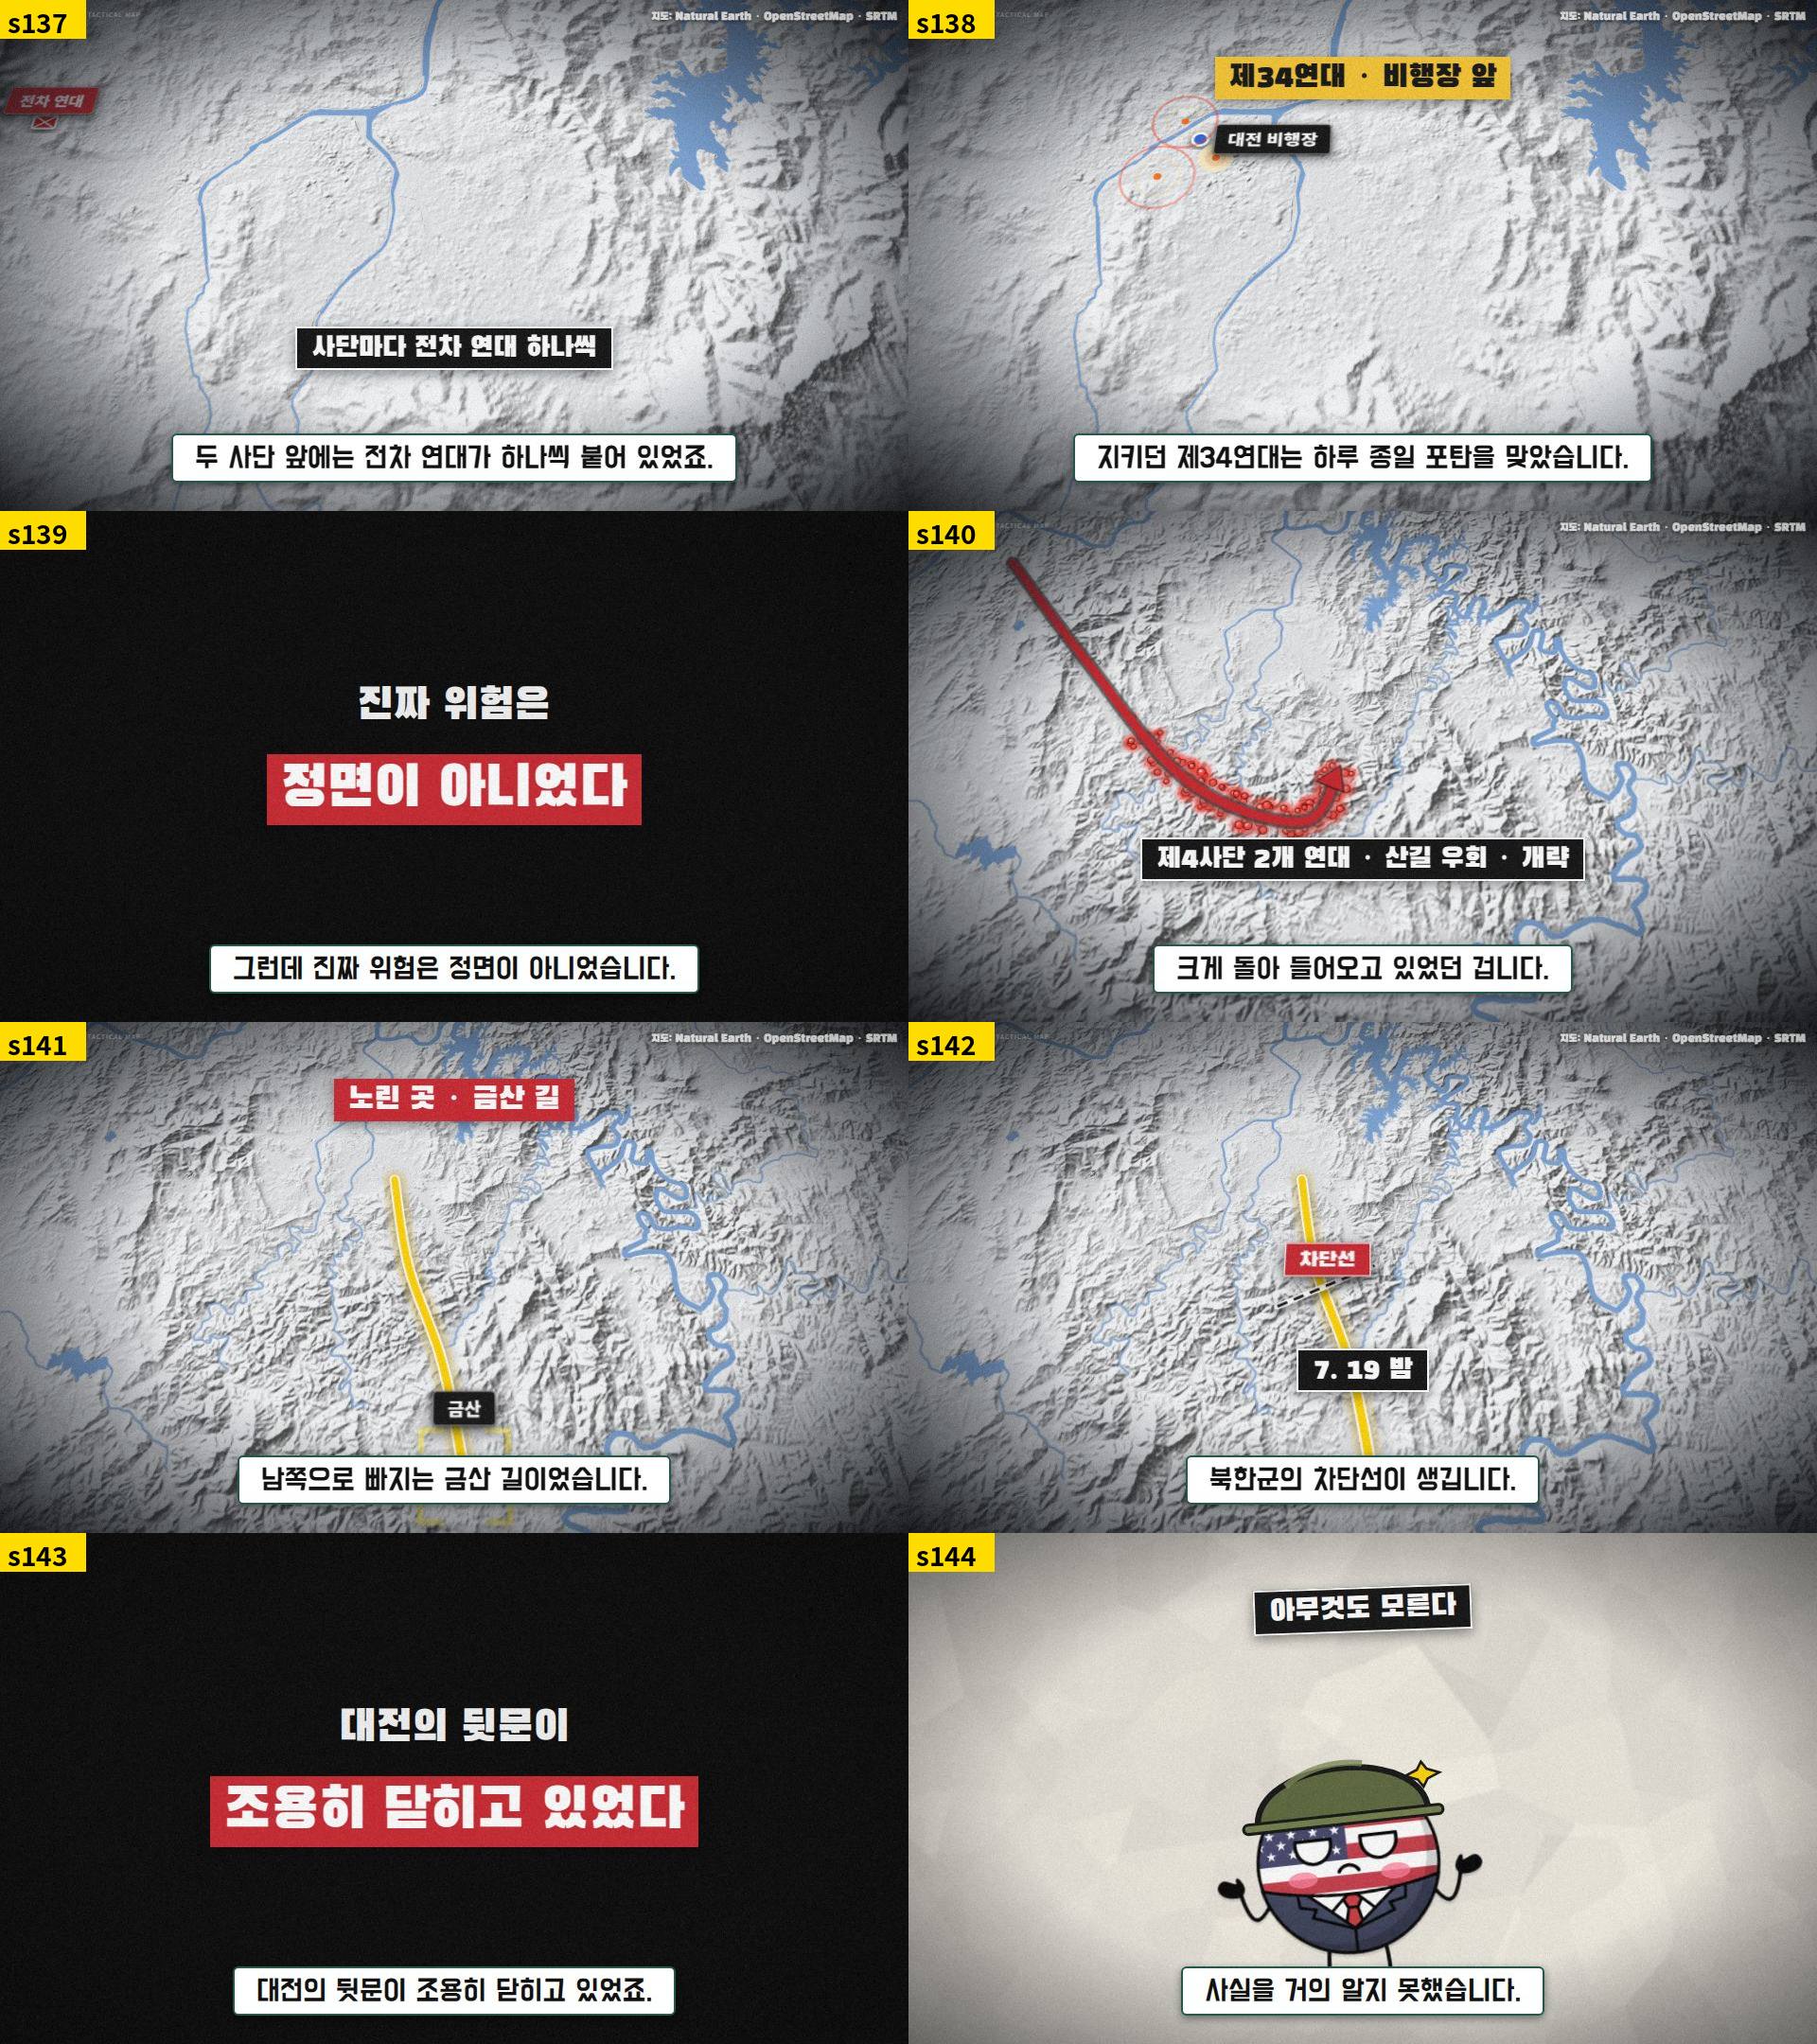 s137
TACTICAL MAP
지도: Natural Earth · OpenStreetMap · SRTM
전차 연대
사단마다 전차 연대 하나씩
두 사단 앞에는 전차 연대가 하나씩 붙어 있었죠.
s138
TACTICAL MAP
지도: Natural Earth · OpenStreetMap · SRTM
제34연대 · 비행장 앞
대전 비행장
지키던 제34연대는 하루 종일 포탄을 맞았습니다.
s139
진짜 위험은
정면이 아니었다
그런데 진짜 위험은 정면이 아니었습니다.
s140
TACTICAL MAP
지도: Natural Earth · OpenStreetMap · SRTM
제4사단 2개 연대 · 산길 우회 · 개략
크게 돌아 들어오고 있었던 겁니다.
s141
TACTICAL MAP
지도: Natural Earth · OpenStreetMap · SRTM
노린 곳 · 금산 길
금산
남쪽으로 빠지는 금산 길이었습니다.
s142
TACTICAL MAP
지도: Natural Earth · OpenStreetMap · SRTM
차단선
7. 19 밤
북한군의 차단선이 생깁니다.
s143
대전의 뒷문이
조용히 닫히고 있었다
대전의 뒷문이 조용히 닫히고 있었죠.
s144
아무것도 모른다
사실을 거의 알지 못했습니다.